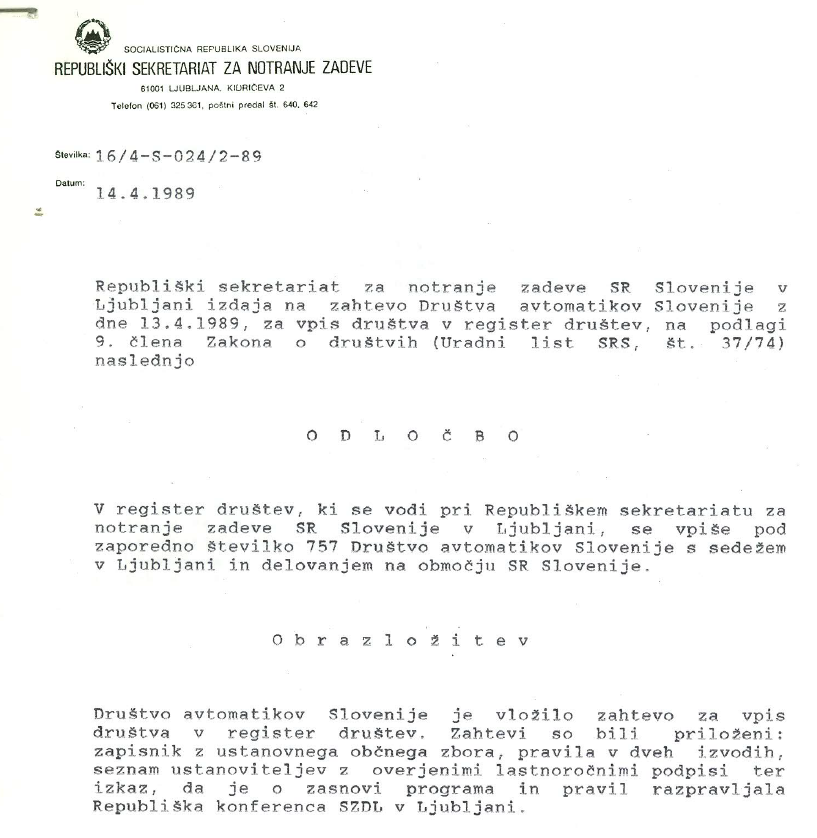 SOCIALISTIČNA REPUBLIKA SLOVENIJA
REPUBLIŠKI SEKRETARIAT ZA NOTRANJE ZADEVE
61001 LJUBLJANA, KIDRIČEVA 2
Telefon (061) 325 361, poštni predal št. 640, 642
Številka: 16/4-S-024/2-89
Datum: 14.4.1989
Republiški sekretariat za notranje zadeve SR Slovenije v
Ljubljani izdaja na zahtevo Društva avtomatikov Slovenije z
dne 13.4.1989, za vpis društva v register društev, na podlagi
9. člena Zakona o društvih (Uradni list SRS, št. 37/74)
naslednjo
O D L O Č B O
V register društev, ki se vodi pri Republiškem sekretariatu za
notranje zadeve SR Slovenije v Ljubljani, se vpiše pod
zaporedno številko 757 Društvo avtomatikov Slovenije s sedežem
v Ljubljani in delovanjem na območju SR Slovenije.
O b r a z l o ž i t e v
Društvo avtomatikov Slovenije je vložilo zahtevo za vpis
društva v register društev. Zahtevi so bili priloženi:
zapisnik z ustanovnega občnega zbora, pravila v dveh izvodih,
seznam ustanoviteljev z overjenimi lastnoročnimi podpisi ter
izkaz, da je o zasnovi programa in pravil razpravljala
Republiška konferenca SZDL v Ljubljani.